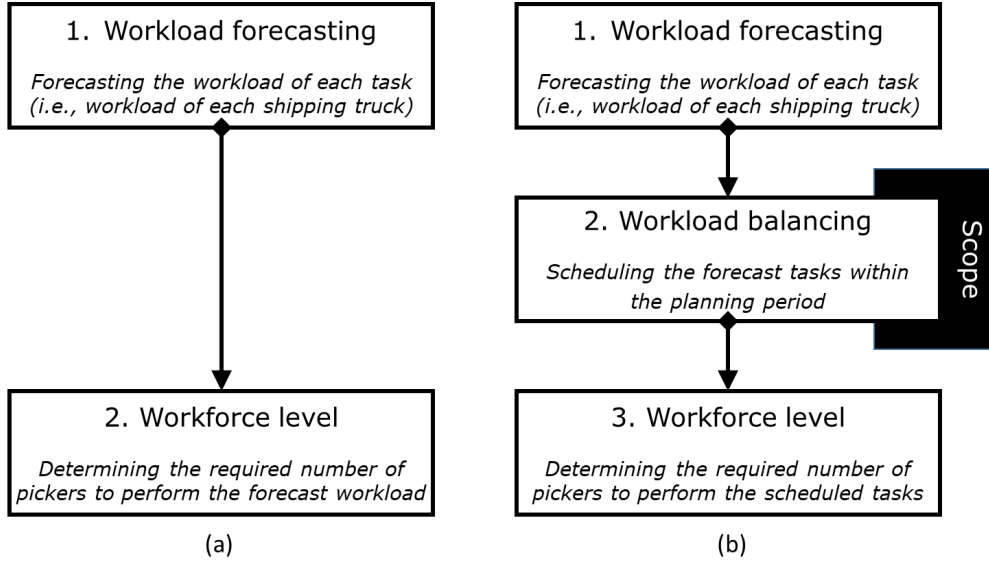 1. Workload forecasting
Forecasting the workload of each task
(i.e., workload of each shipping truck)
2. Workforce level
Determining the required number of
pickers to perform the forecast workload
(a)
1. Workload forecasting
Forecasting the workload of each task
(i.e., workload of each shipping truck)
2. Workload balancing
Scheduling the forecast tasks within
the planning period
Scope
3. Workforce level
Determining the required number of
pickers to perform the scheduled tasks
(b)